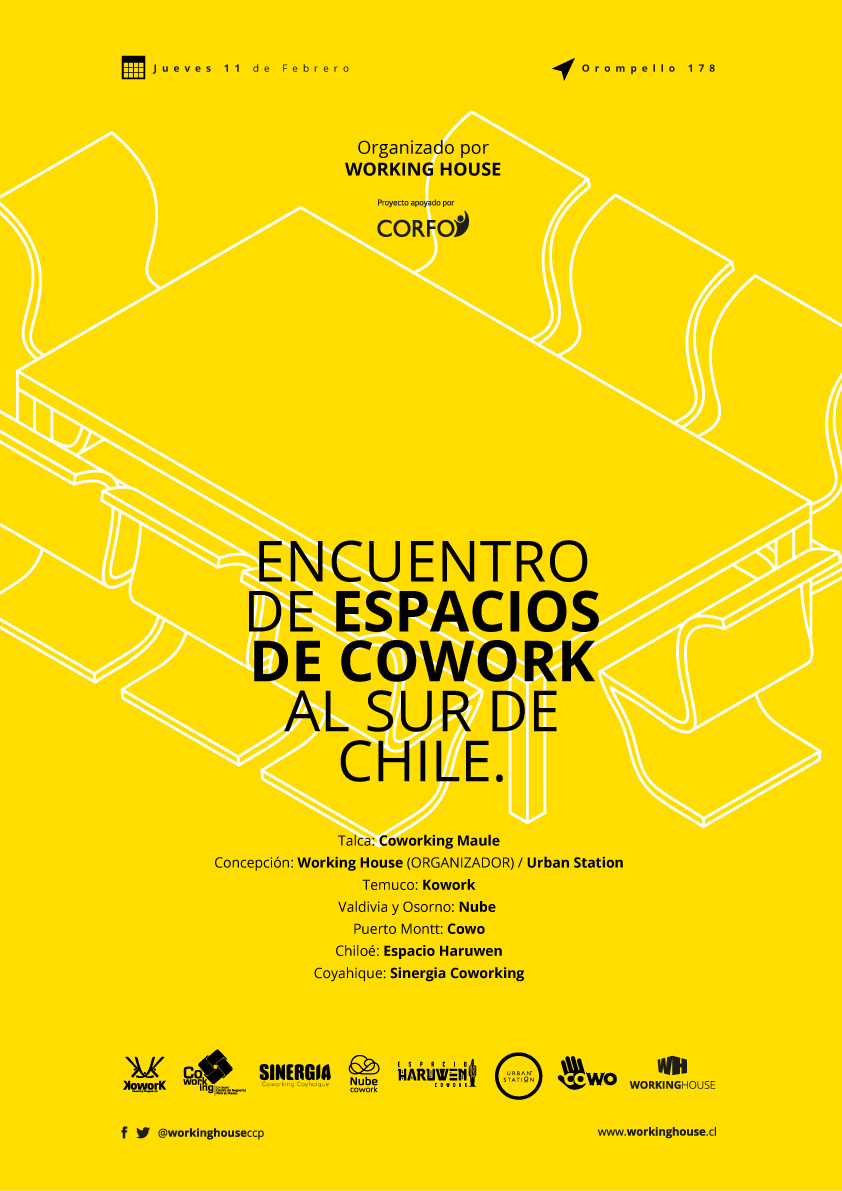 Jueves 11 de Febrero
Orompello 178
Organizado por
WORKING HOUSE
Proyecto apoyado por
CORFO
ENCUENTRO
DE ESPACIOS
DE COWORK
AL SUR DE
CHILE.
Talca: Coworking Maule
Concepción: Working House (ORGANIZADOR) / Urban Station
Temuco: Kowork
Valdivia y Osorno: Nube
Puerto Montt: Cowo
Chiloé: Espacio Haruwen
Coyahique: Sinergia Coworking
KoworK
Co
work
ing
SINERGIA
Coworking Coyhaique
Nube
cowork
ESPACIO
HARUWEN
COWORK
URBAN
STATION
COWO
WH
WORKINGHOUSE
@workinghouseccp
www.workinghouse.cl